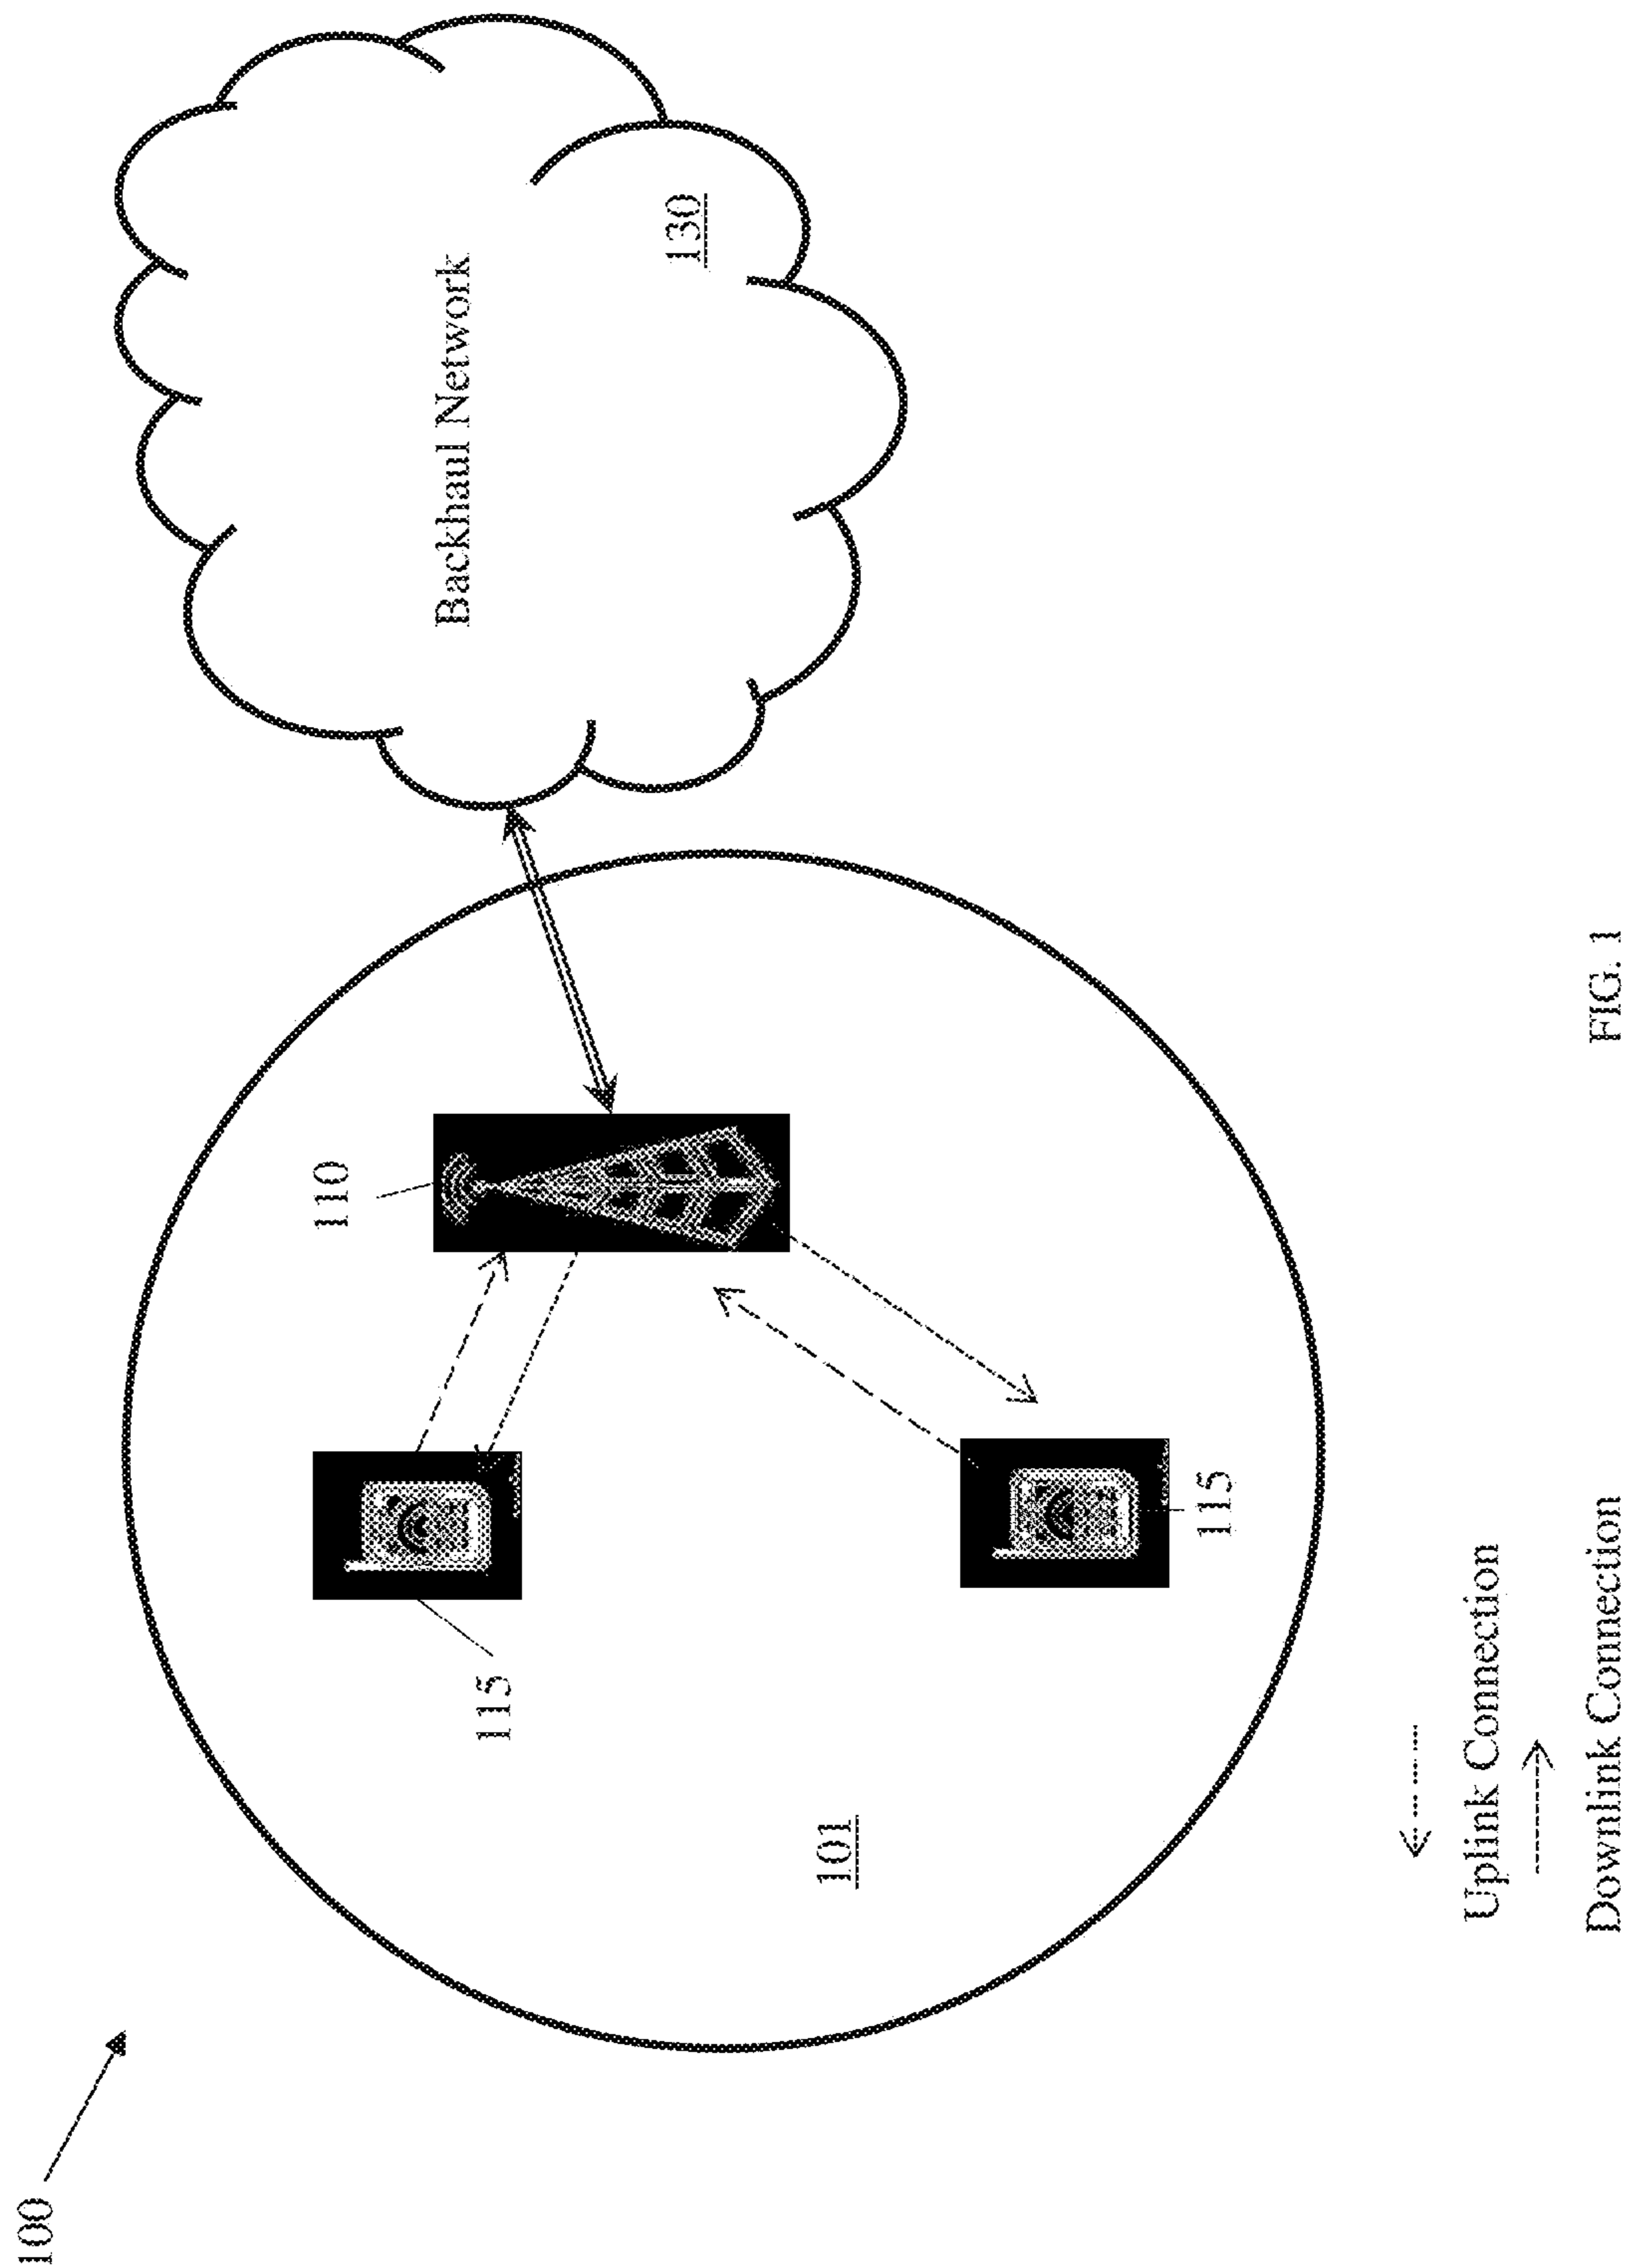 100
110
115
Backhaul Network
130
101
115
Uplink Connection
Downlink Connection
FIG. 1